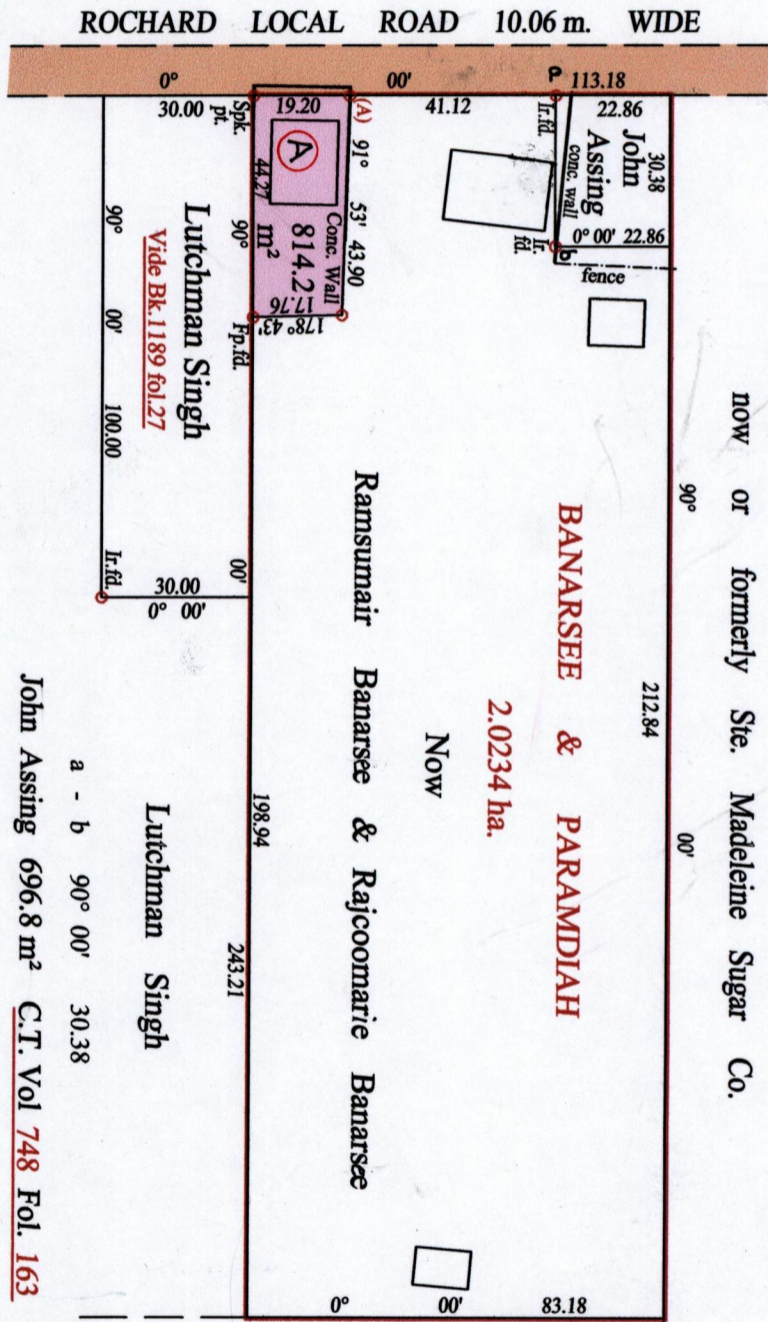 ROCHARD LOCAL ROAD 10.06 m. WIDE
0° 00' 113.18
30.00
19.20
41.12
22.86
Spk. pt.
(A)
a
Ir.fd.
John Assing
30.38
conc. wall
0° 00' 22.86
Ir. fd.
b
fence
A
91° 53' 43.90
Conc. Wall
814.2 m²
44.27
17.76
178° 43'
Fp.fd.
90° 00'
Lutchman Singh
Vide Bk.1189 fol.27
90° 00' 100.00
Ir.fd.
30.00
0° 00'
now or formerly Ste. Madeleine Sugar Co.
90° 00'
212.84
BANARSEE & PARAMDIAH
2.0234 ha.
Now
Ramsumair Banarsee & Rajcoomarie Banarsee
198.94
243.21
Lutchman Singh
0° 00' 83.18
a - b 90° 00' 30.38
John Assing 696.8 m² C.T. Vol 748 Fol. 163